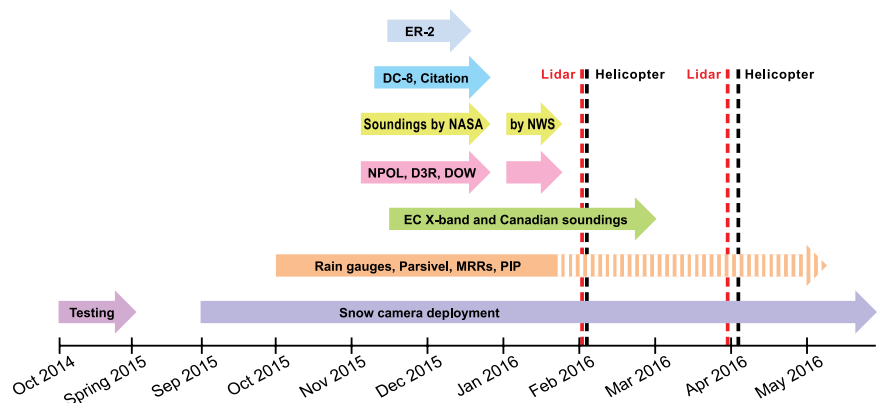 ER-2
DC-8, Citation
Lidar Helicopter Lidar Helicopter
Soundings by NASA by NWS
NPOL, D3R, DOW
EC X-band and Canadian soundings
Rain gauges, Parsivel, MRRs, PIP
Testing
Snow camera deployment
Oct 2014 Spring 2015 Sep 2015 Oct 2015 Nov 2015 Dec 2015 Jan 2016 Feb 2016 Mar 2016 Apr 2016 May 2016